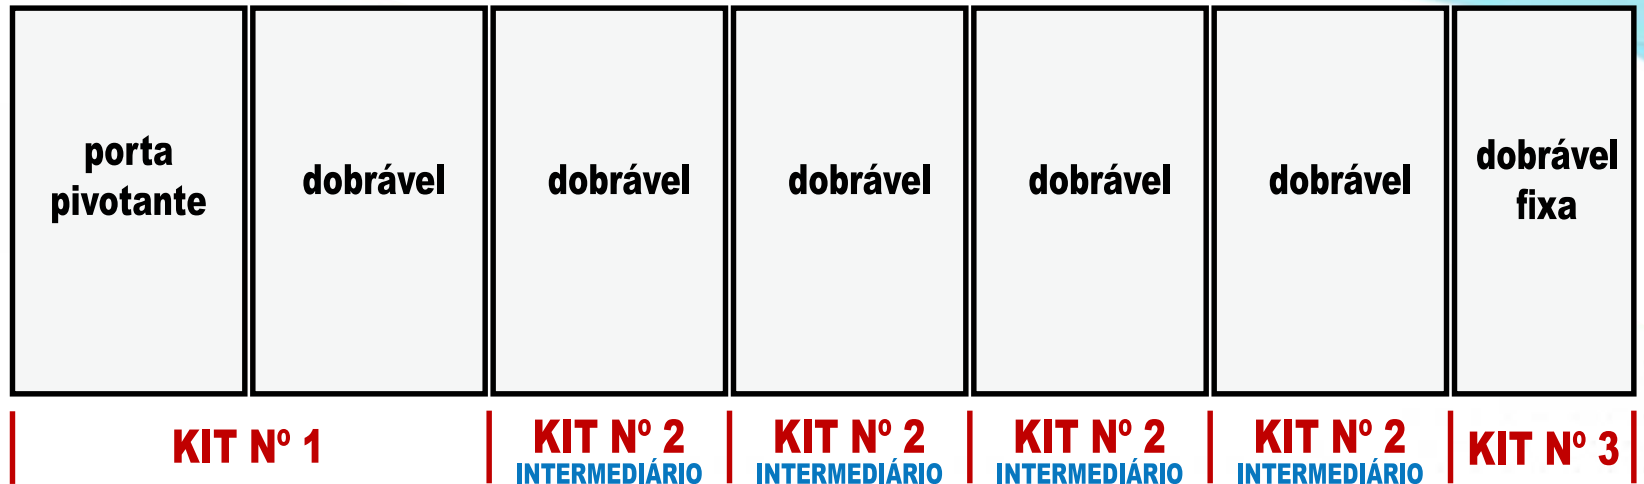 porta
pivotante
dobrável
dobrável
dobrável
dobrável
dobrável
dobrável
fixa
KIT Nº 1
KIT Nº 2
INTERMEDIÁRIO
KIT Nº 2
INTERMEDIÁRIO
KIT Nº 2
INTERMEDIÁRIO
KIT Nº 2
INTERMEDIÁRIO
KIT Nº 3